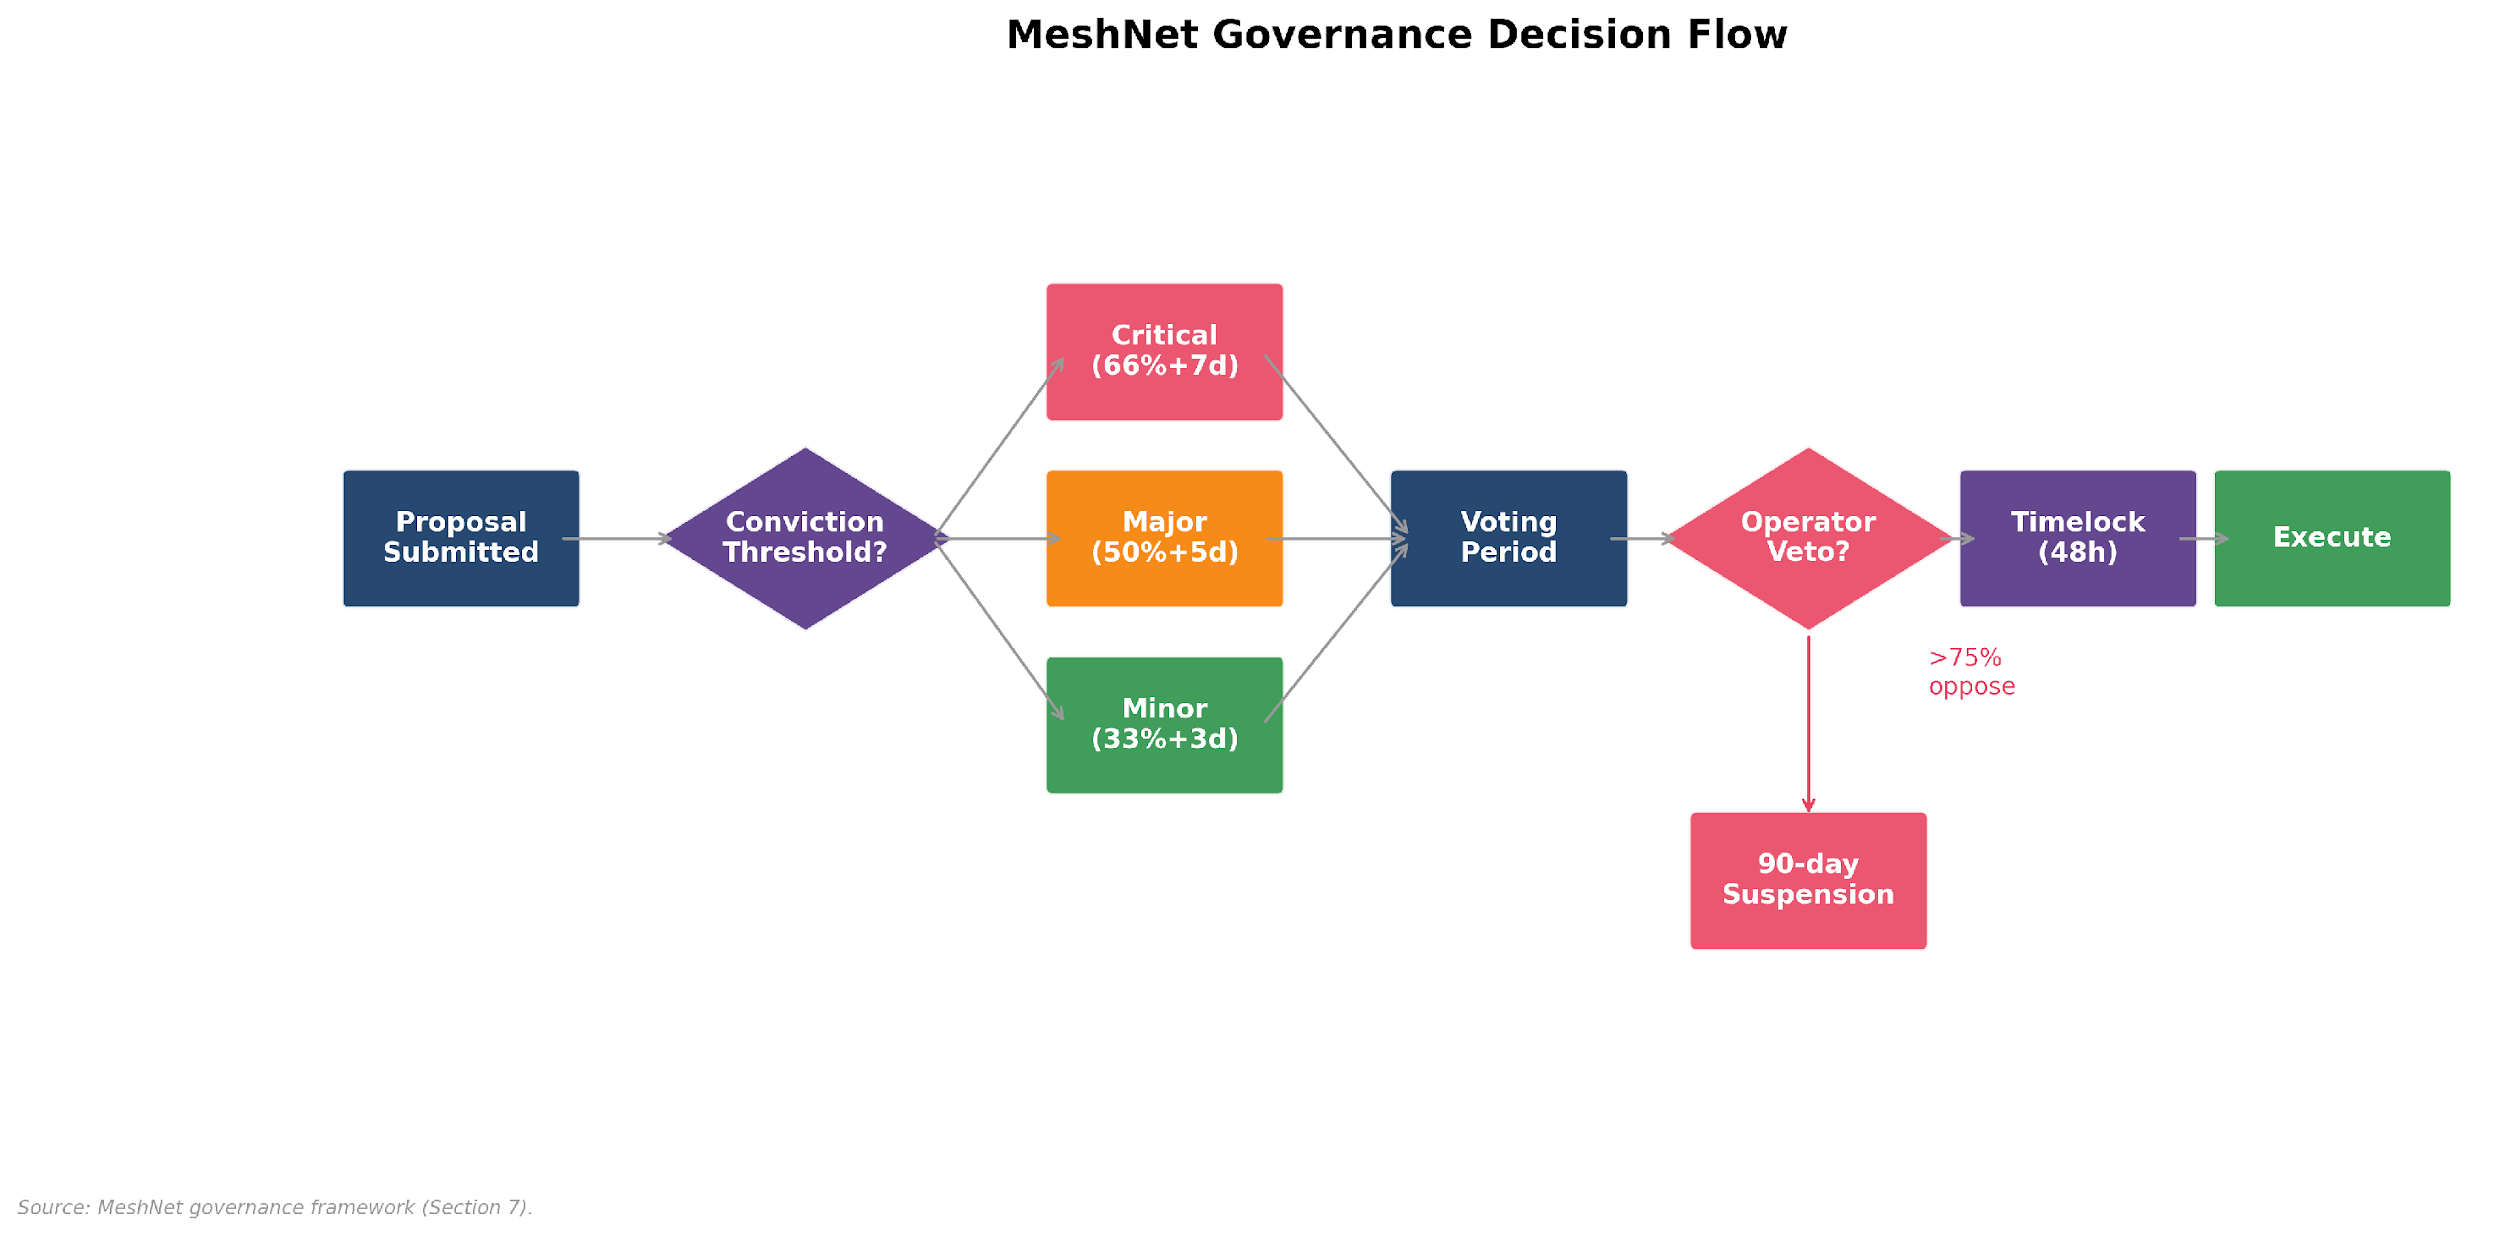 MeshNet Governance Decision Flow
Proposal
Submitted
Conviction
Threshold?
Critical
(66%+7d)
Major
(50%+5d)
Minor
(33%+3d)
Voting
Period
Operator
Veto?
>75%
oppose
90-day
Suspension
Timelock
(48h)
Execute
Source: MeshNet governance framework (Section 7).